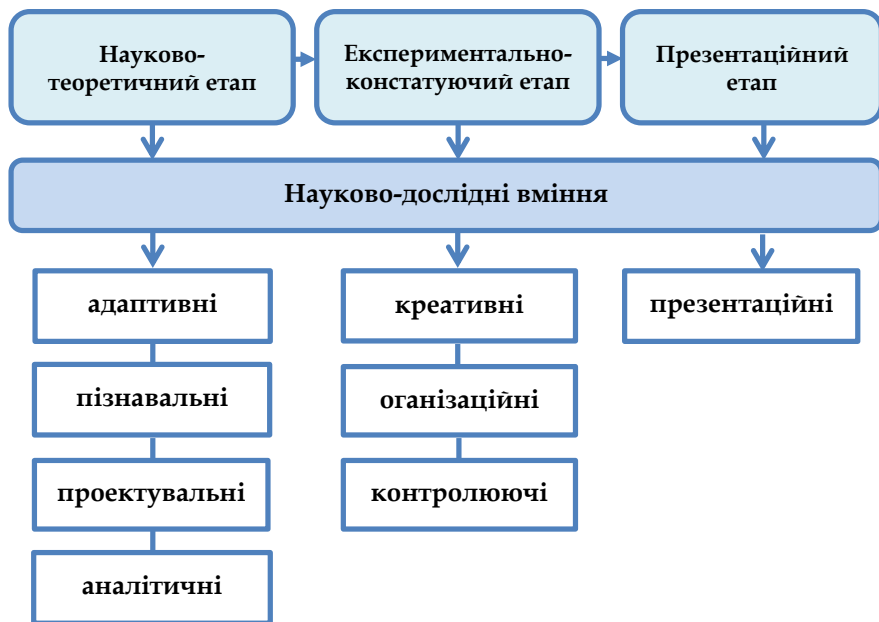 Науково-
теоретичний етап
Експериментально-
констатуючий етап
Презентаційний
етап
Науково-дослідні вміння
адаптивні
креативні
презентаційні
пізнавальні
оганізаційні
проектувальні
контролюючі
аналітичні